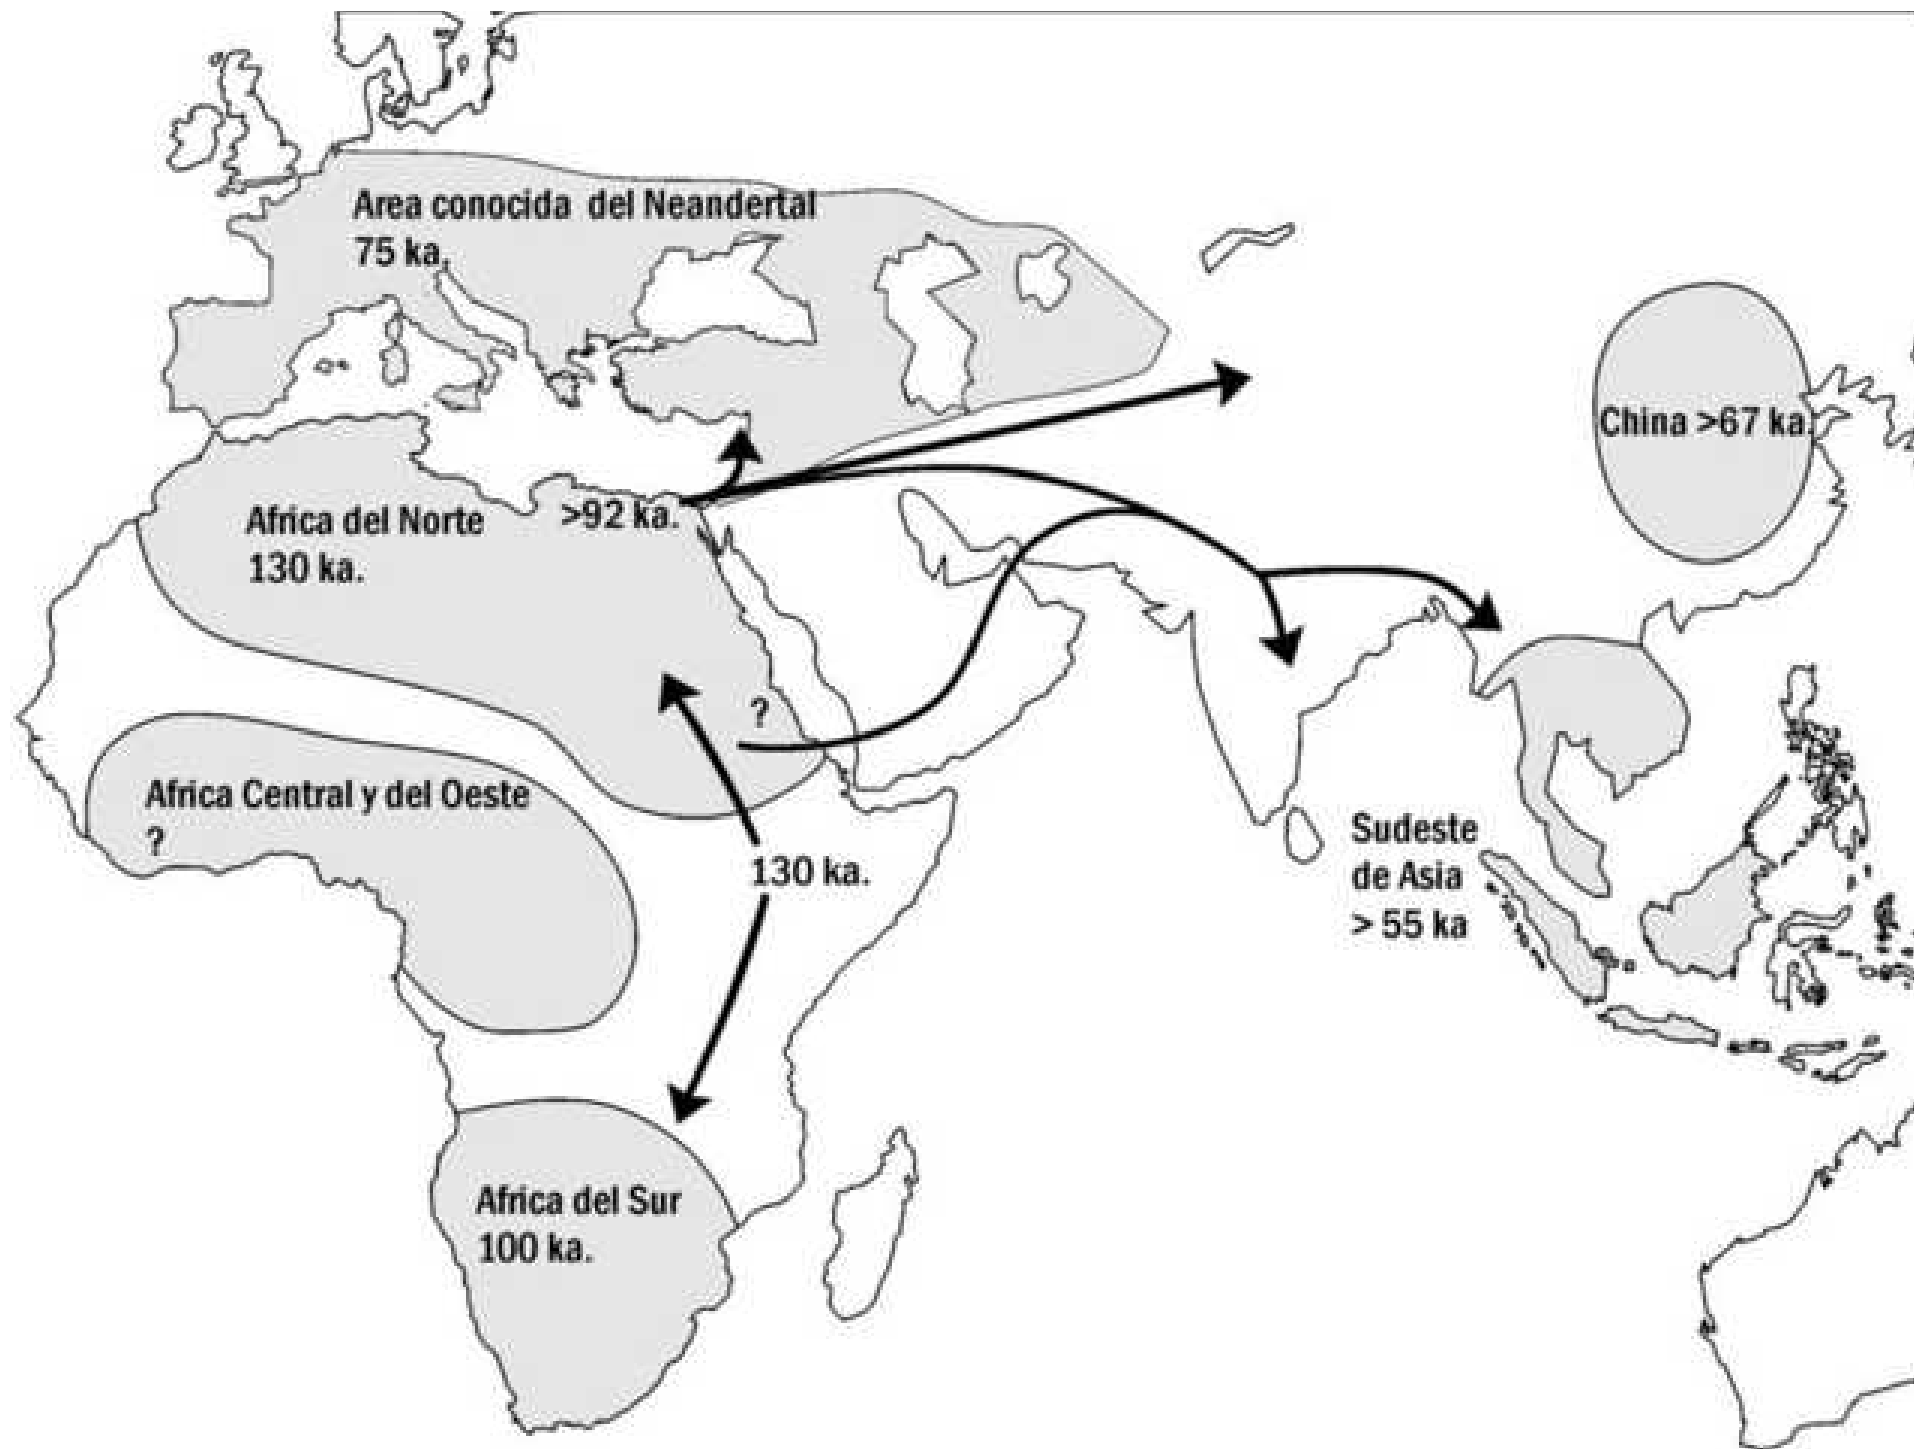 Area conocida del Neandertal
75 ka.
China >67 ka.
Africa del Norte
130 ka.
>92 ka.
?
Africa Central y del Oeste
?
130 ka.
Sudeste
de Asia
> 55 ka
Africa del Sur
100 ka.